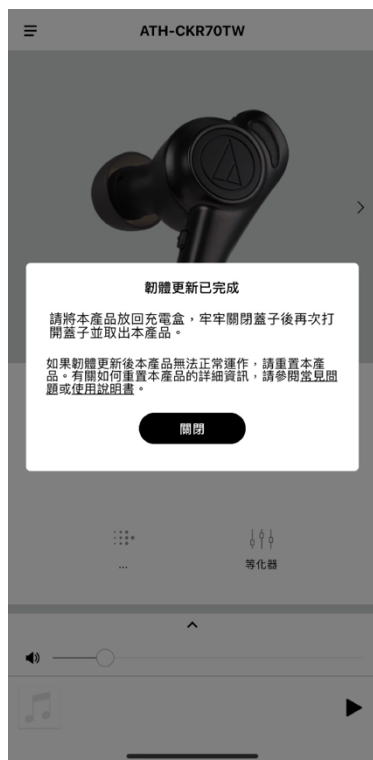 ATH-CKR70TW
韌體更新已完成
請將本產品放回充電盒，牢牢關閉蓋子後再次打
開蓋子並取出本產品。
如果韌體更新後本產品無法正常運作，請重置本產
品。有關如何重置本產品的詳細資訊，請參閱常見問
題或使用說明書。
關閉
...
等化器